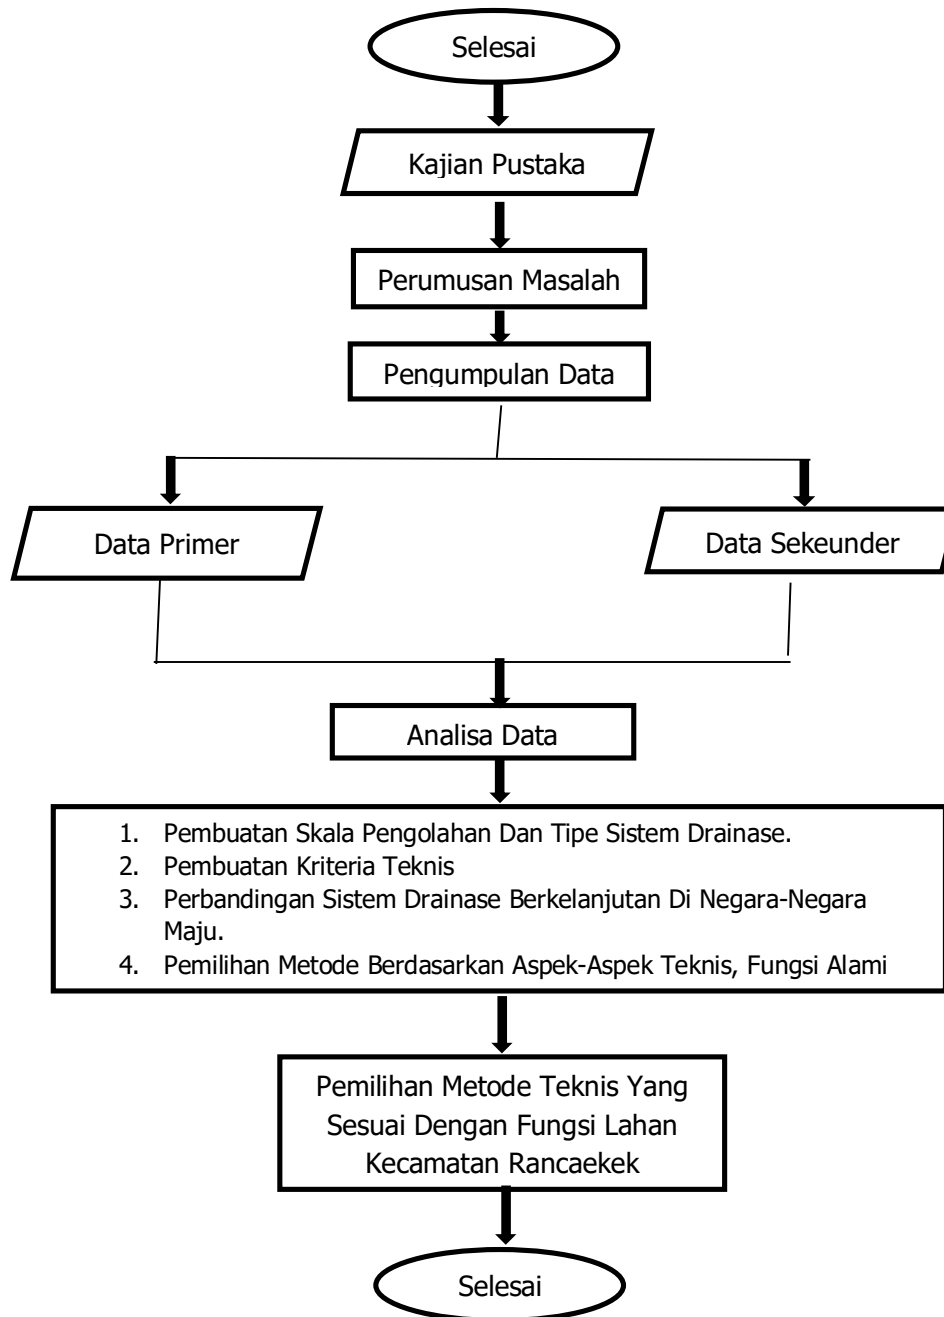 Selesai
Kajian Pustaka
Perumusan Masalah
Pengumpulan Data
Data Primer
Data Sekeunder
Analisa Data
1. Pembuatan Skala Pengolahan Dan Tipe Sistem Drainase.
2. Pembuatan Kriteria Teknis
3. Perbandingan Sistem Drainase Berkelanjutan Di Negara-Negara
Maju.
4. Pemilihan Metode Berdasarkan Aspek-Aspek Teknis, Fungsi Alami
Pemilihan Metode Teknis Yang
Sesuai Dengan Fungsi Lahan
Kecamatan Rancaekek
Selesai